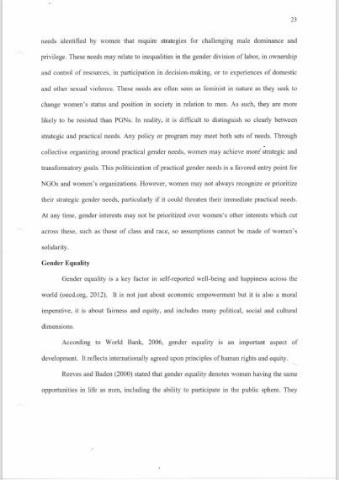 23
needs identified by women that require strategies for challenging male dominance and
privilege. These needs may relate to inequalities in the gender division of labor, in ownership
and control of resources, in participation in decision-making, or to experiences of domestic
and other sexual violence. These needs are often seen as feminist in nature as they seek to
change women's status and position in society in relation to men. As such, they are more
likely to be resisted than PGNs. In reality, it is difficult to distinguish so clearly between
strategic and practical needs. Any policy or program may meet both sets of needs. Through
collective organizing around practical gender needs, women may achieve more strategic and
transformatory goals. This politicization of practical gender needs is a favored entry point for
NGOs and women's organizations. However, women may not always recognize or prioritize
their strategic gender needs, particularly if it could threaten their immediate practical needs.
At any time, gender interests may not be prioritized over women's other interests which cut
across these, such as those of class and race, so assumptions cannot be made of women's
solidarity.
Gender Equality
Gender equality is a key factor in self-reported well-being and happiness across the
world (oecd.org, 2012). It is not just about economic empowerment but it is also a moral
imperative, it is about fairness and equity, and includes many political, social and cultural
dimensions.
According to World Bank, 2006, gender equality is an important aspect of
development. It reflects internationally agreed upon principles of human rights and equity.
Reeves and Baden (2000) stated that gender equality denotes women having the same
opportunities in life as men, including the ability to participate in the public sphere. They